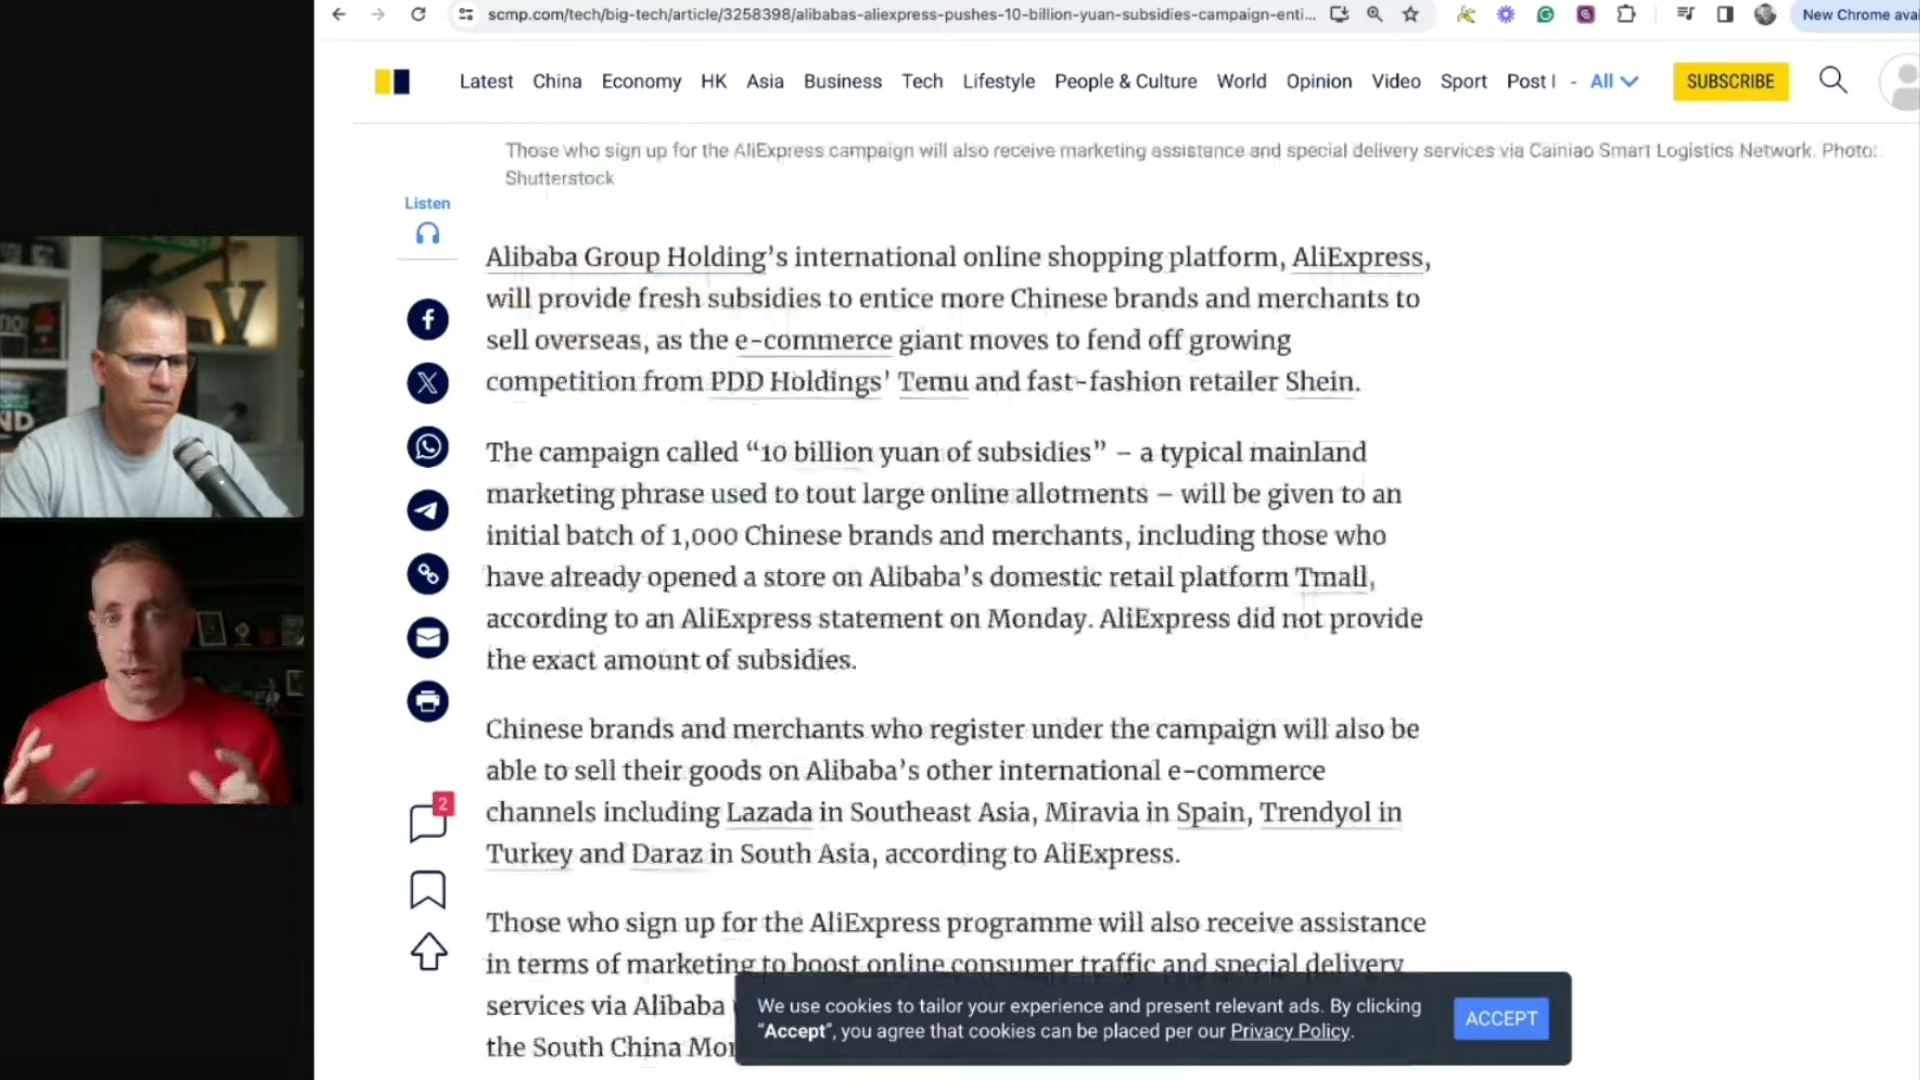 scmp.com/tech/big-tech/article/3258398/alibabas-aliexpress-pushes-10-billion-yuan-subsidies-campaign-enti...
New Chrome avai
Latest China Economy HK Asia Business Tech Lifestyle People & Culture World Opinion Video Sport Post - All SUBSCRIBE
Those who sign up for the AliExpress campaign will also receive marketing assistance and special delivery services via Cainiao Smart Logistics Network. Photo:
Shutterstock
Listen
Alibaba Group Holding’s international online shopping platform, AliExpress,
will provide fresh subsidies to entice more Chinese brands and merchants to
sell overseas, as the e-commerce giant moves to fend off growing
competition from PDD Holdings’ Temu and fast-fashion retailer Shein.
The campaign called “10 billion yuan of subsidies” – a typical mainland
marketing phrase used to tout large online allotments – will be given to an
initial batch of 1,000 Chinese brands and merchants, including those who
have already opened a store on Alibaba’s domestic retail platform Tmall,
according to an AliExpress statement on Monday. AliExpress did not provide
the exact amount of subsidies.
Chinese brands and merchants who register under the campaign will also be
able to sell their goods on Alibaba’s other international e-commerce
channels including Lazada in Southeast Asia, Miravia in Spain, Trendyol in
Turkey and Daraz in South Asia, according to AliExpress.
2
Those who sign up for the AliExpress programme will also receive assistance
in terms of marketing to boost online consumer traffic and special delivery
services via Alibaba
the South China Mor
We use cookies to tailor your experience and present relevant ads. By clicking
“Accept”, you agree that cookies can be placed per our Privacy Policy.
ACCEPT
V
ND